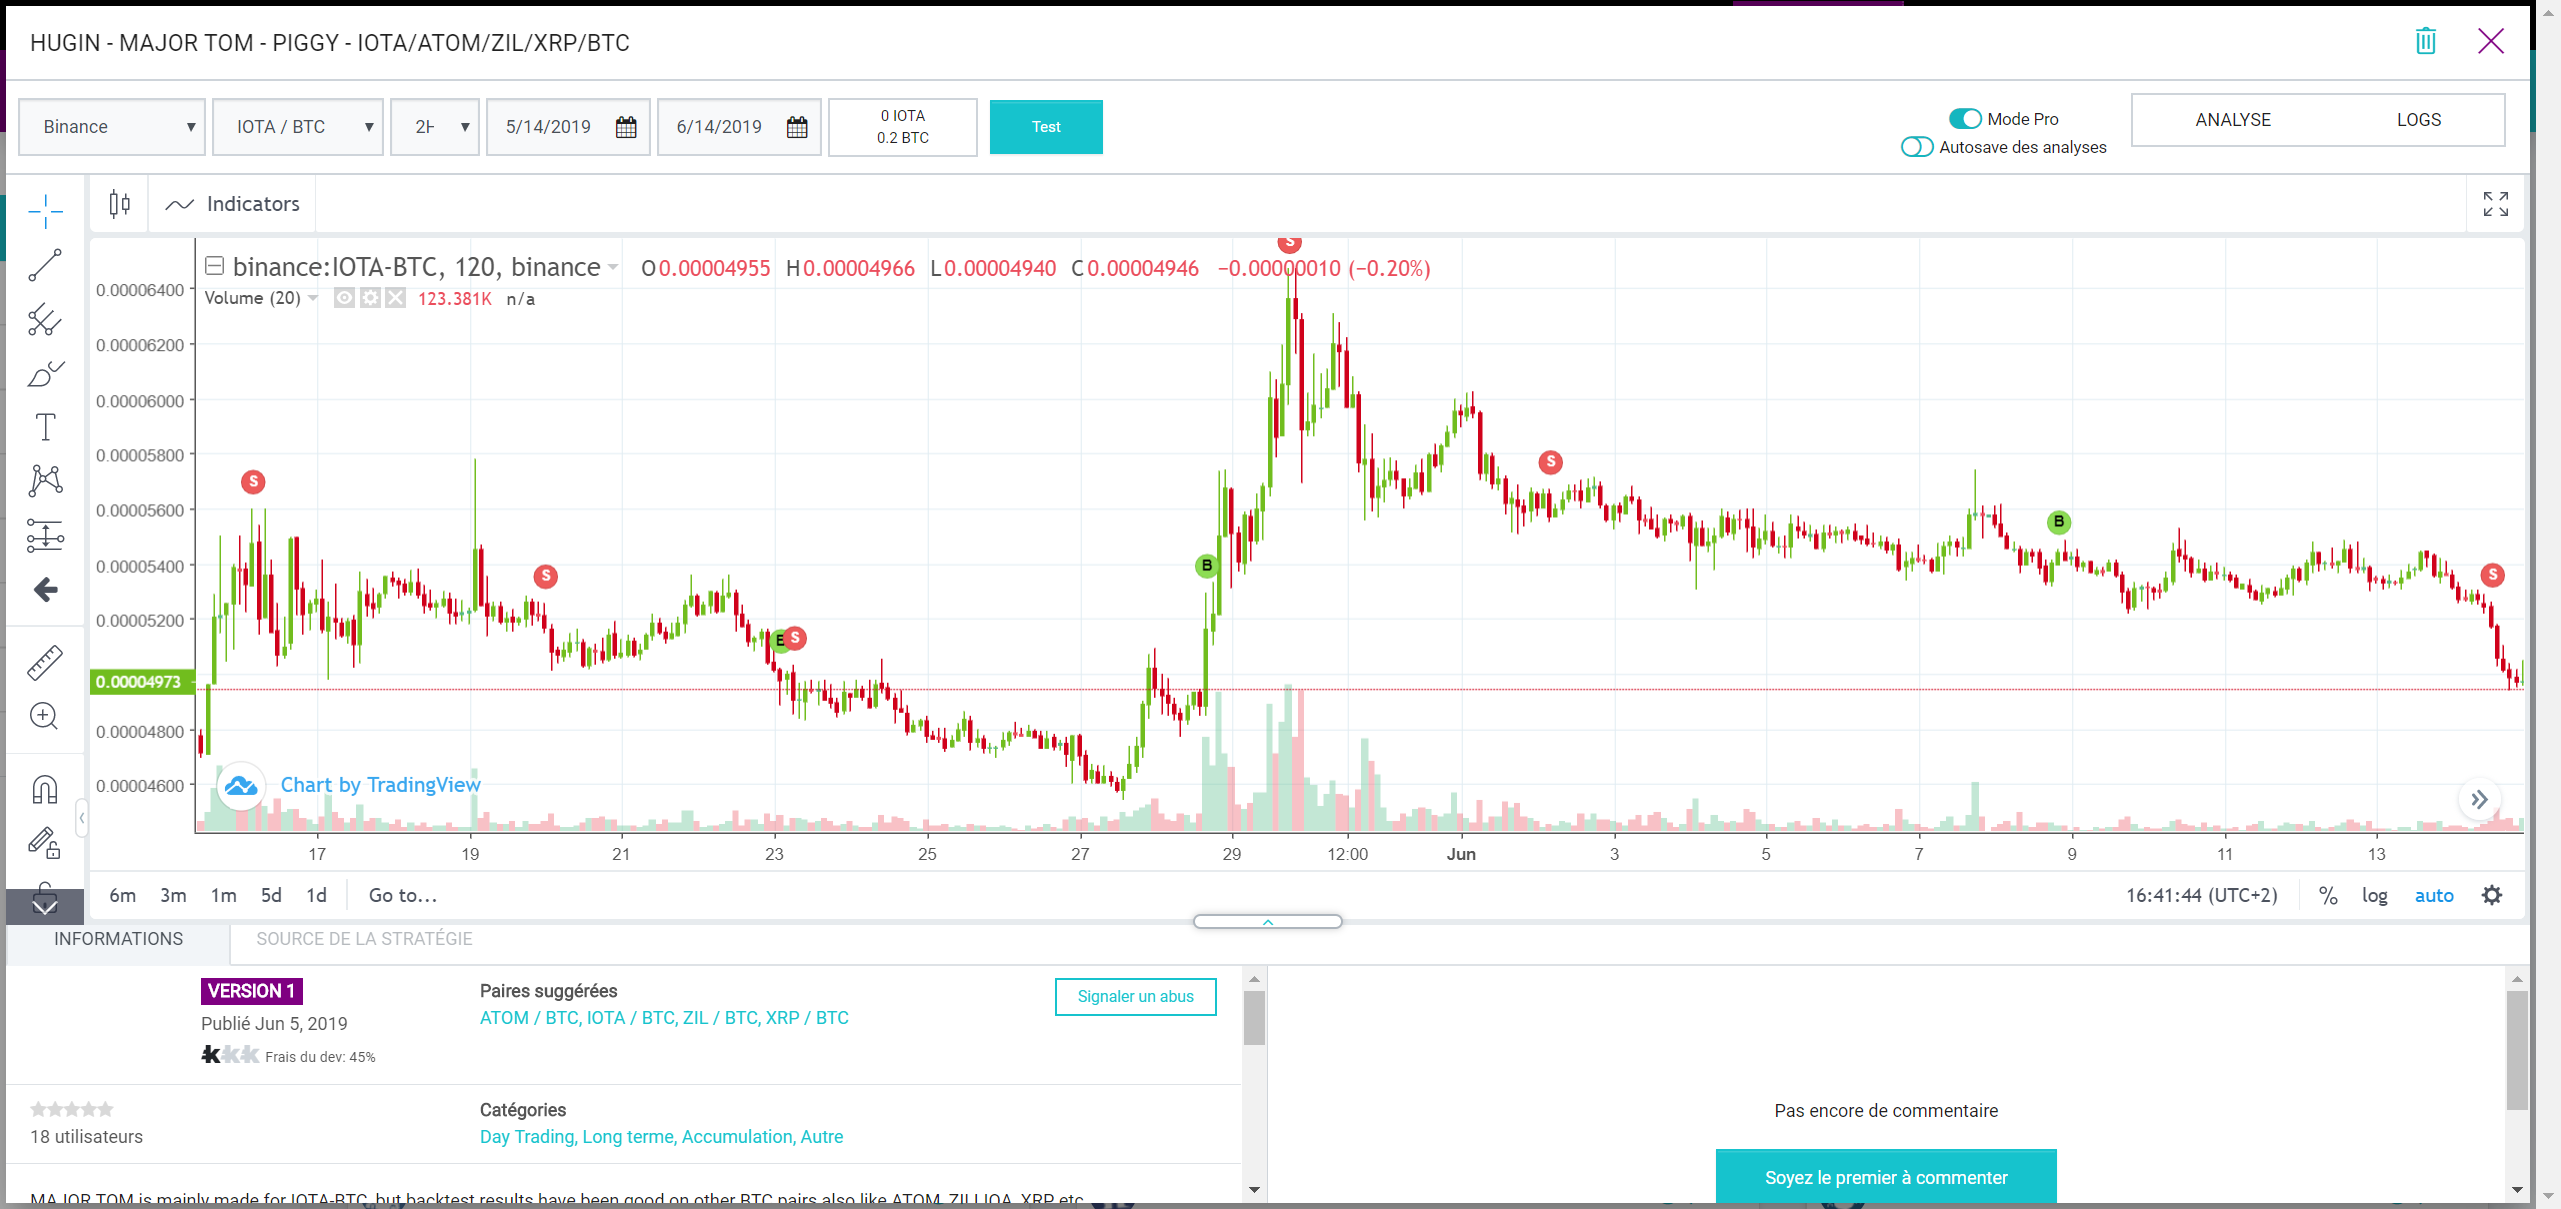 HUGIN - MAJOR TOM - PIGGY - IOTA/ATOM/ZIL/XRP/BTC
Binance
IOTA / BTC
2H
5/14/2019
6/14/2019
0 IOTA
0.2 BTC
Test
Mode Pro
Autosave des analyses
ANALYSE
LOGS
Indicators
binance:IOTA-BTC, 120, binance
O0.00004955 H0.00004966 L0.00004940 C0.00004946 −0.00000010 (−0.20%)
Volume (20) 123.381K n/a
0.00006400
0.00006200
0.00006000
0.00005800
0.00005600
0.00005400
0.00005200
0.00004973
0.00004800
0.00004600
S
S
B S
B
S
S
B
S
Chart by TradingView
17 19 21 23 25 27 29 12:00 Jun 3 5 7 9 11 13
6m 3m 1m 5d 1d Go to...
16:41:44 (UTC+2) % log auto
INFORMATIONS
SOURCE DE LA STRATÉGIE
VERSION 1
Publié Jun 5, 2019
Frais du dev: 45%
Paires suggérées
ATOM / BTC, IOTA / BTC, ZIL / BTC, XRP / BTC
Signaler un abus
18 utilisateurs
Catégories
Day Trading, Long terme, Accumulation, Autre
MAJOR TOM is mainly made for IOTA-BTC, but backtest results have been good on other BTC pairs also like ATOM, ZILLIQA, XRP etc
Pas encore de commentaire
Soyez le premier à commenter